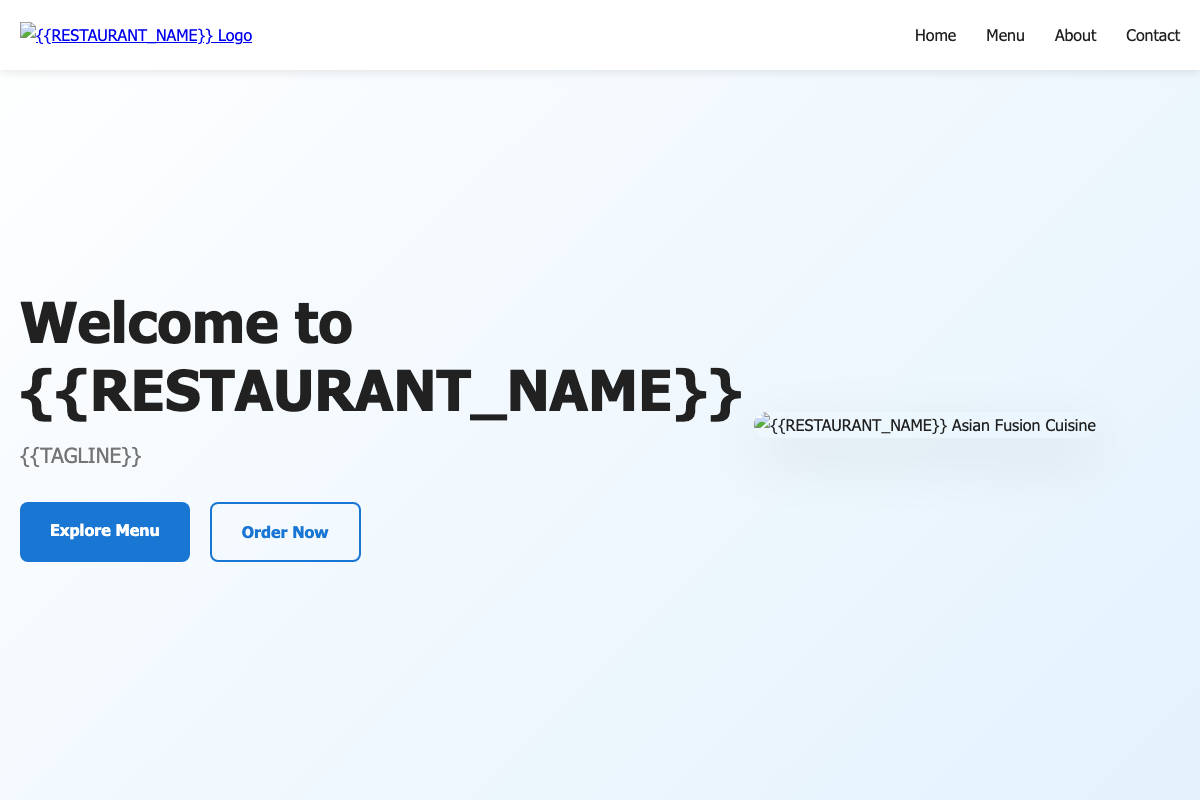 {{RESTAURANT_NAME}} Logo
Home
Menu
About
Contact
Welcome to
{{RESTAURANT_NAME}}
{{TAGLINE}}
{{RESTAURANT_NAME}} Asian Fusion Cuisine
Explore Menu
Order Now